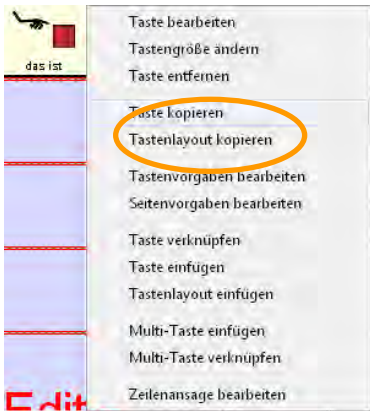 das ist
Taste bearbeiten
Tastengröße ändern
Taste entfernen
Taste kopieren
Tastenlayout kopieren
Tastenvorgaben bearbeiten
Seitenvorgaben bearbeiten
Taste verknüpfen
Taste einfügen
Tastenlayout einfügen
Multi-Taste einfügen
Multi-Taste verknüpfen
Zeilenansage bearbeiten
Edit